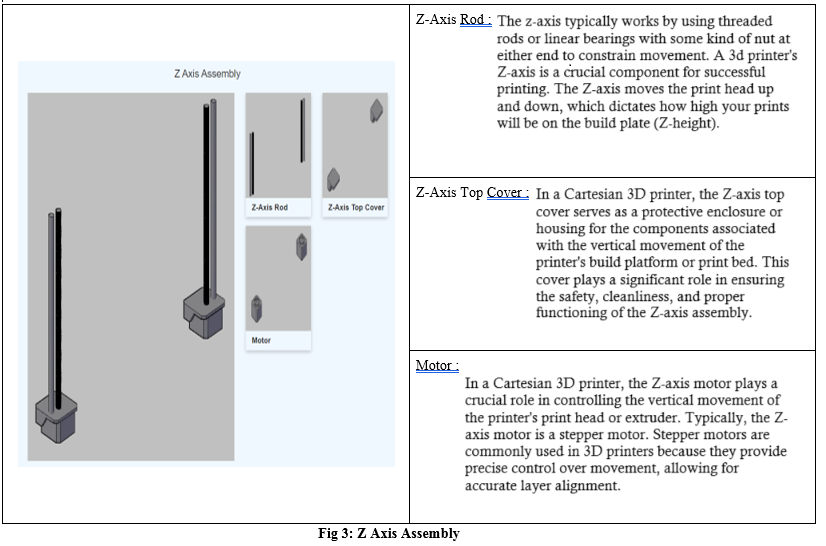 Z Axis Assembly
Z-Axis Rod
Z-Axis Top Cover
Motor
Z-Axis Rod : The z-axis typically works by using threaded
rods or linear bearings with some kind of nut at
either end to constrain movement. A 3d printer's
Z-axis is a crucial component for successful
printing. The Z-axis moves the print head up
and down, which dictates how high your prints
will be on the build plate (Z-height).
Z-Axis Top Cover : In a Cartesian 3D printer, the Z-axis top
cover serves as a protective enclosure or
housing for the components associated
with the vertical movement of the
printer's build platform or print bed. This
cover plays a significant role in ensuring
the safety, cleanliness, and proper
functioning of the Z-axis assembly.
Motor :
In a Cartesian 3D printer, the Z-axis motor plays a
crucial role in controlling the vertical movement of
the printer's print head or extruder. Typically, the Z-
axis motor is a stepper motor. Stepper motors are
commonly used in 3D printers because they provide
precise control over movement, allowing for
accurate layer alignment.
Fig 3: Z Axis Assembly